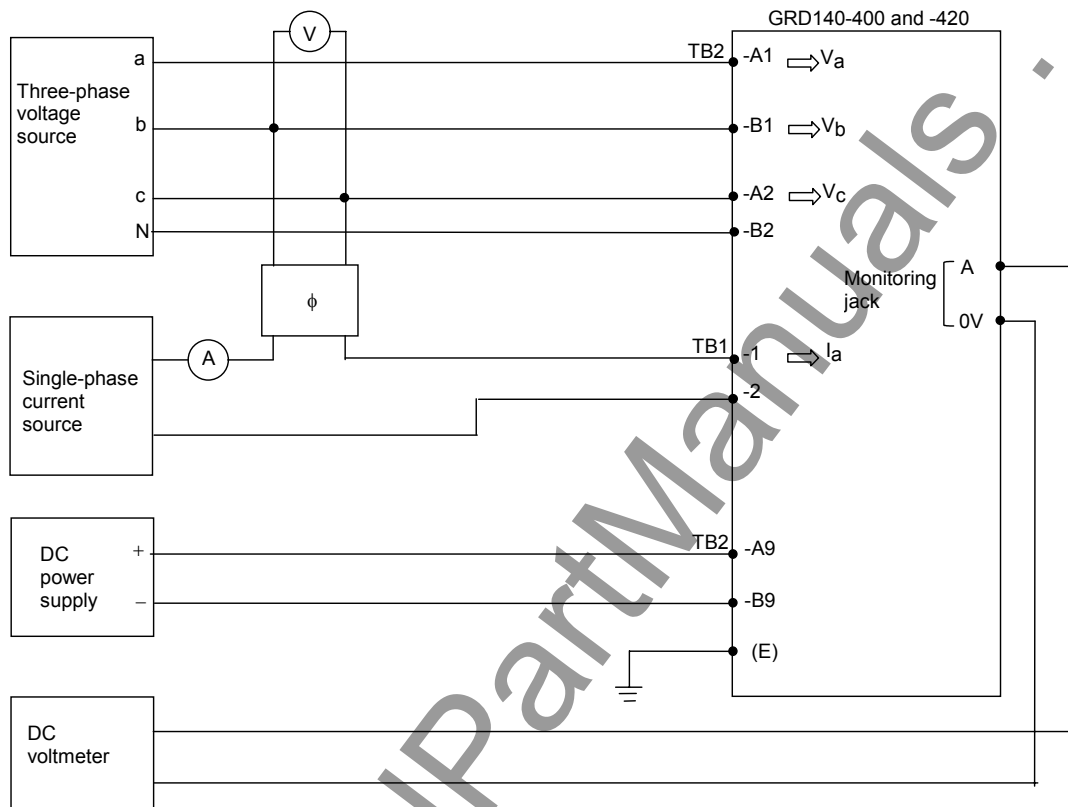 GRD140-400 and -420
V
Three-phase
voltage
source
a
b
c
N
TB2
-A1
Va
-B1
Vb
-A2
Vc
-B2
Monitoring
jack
A
0V
φ
Single-phase
current
source
A
TB1
-1
Ia
-2
DC
power
supply
+
−
TB2
-A9
-B9
(E)
DC
voltmeter
lPartManuals .